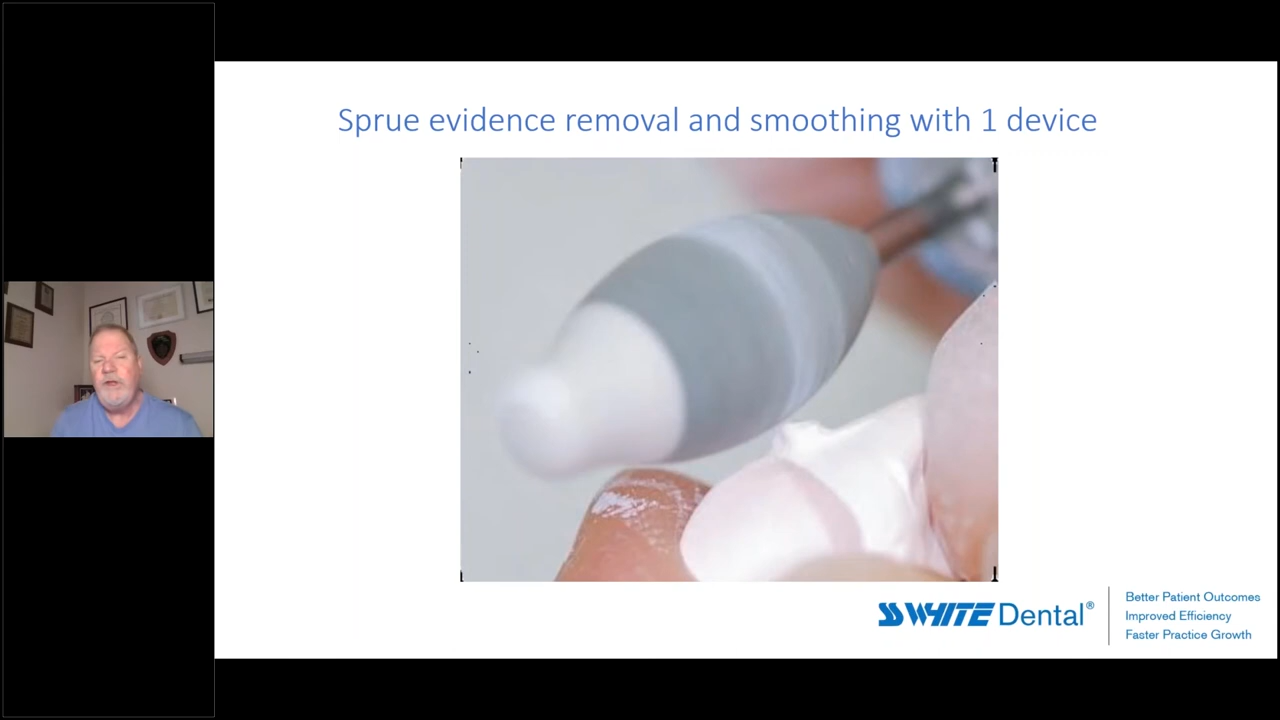 Sprue evidence removal and smoothing with 1 device
SSWHITE Dental®
Better Patient Outcomes
Improved Efficiency
Faster Practice Growth